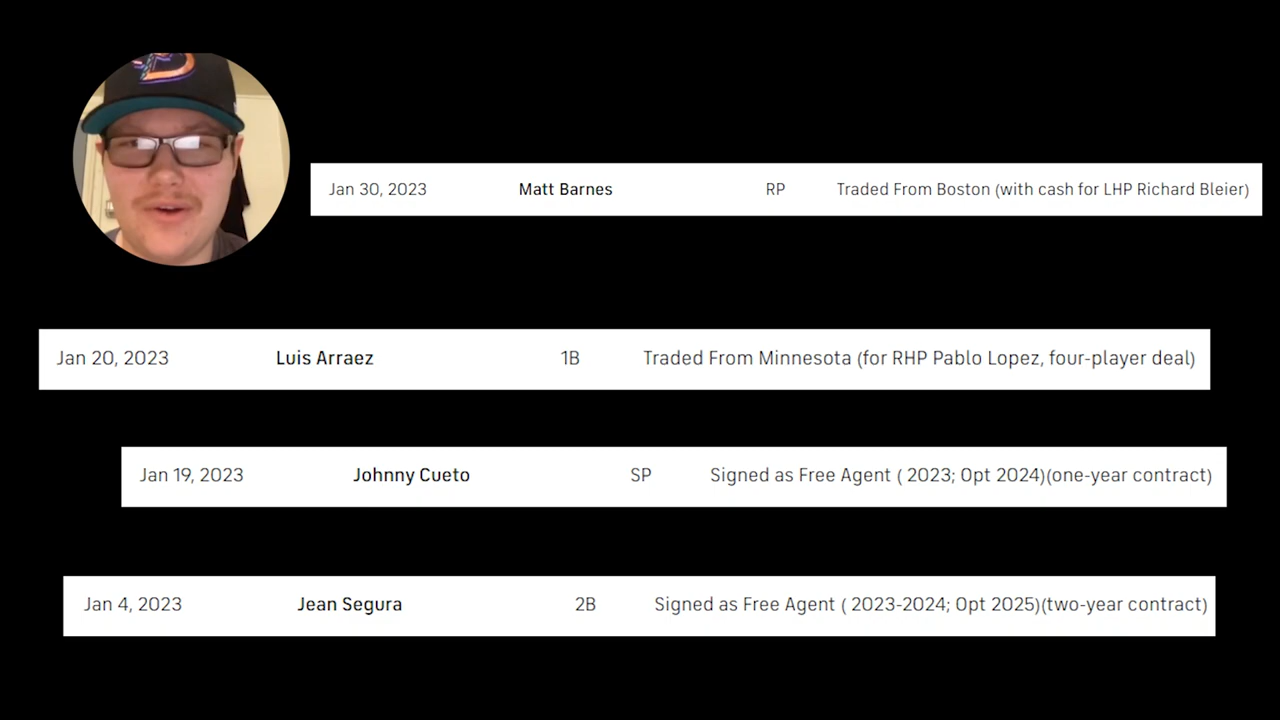 Jan 30, 2023 Matt Barnes RP Traded From Boston (with cash for LHP Richard Bleier)
Jan 20, 2023 Luis Arraez 1B Traded From Minnesota (for RHP Pablo Lopez, four-player deal)
Jan 19, 2023 Johnny Cueto SP Signed as Free Agent ( 2023; Opt 2024)(one-year contract)
Jan 4, 2023 Jean Segura 2B Signed as Free Agent ( 2023-2024; Opt 2025)(two-year contract)